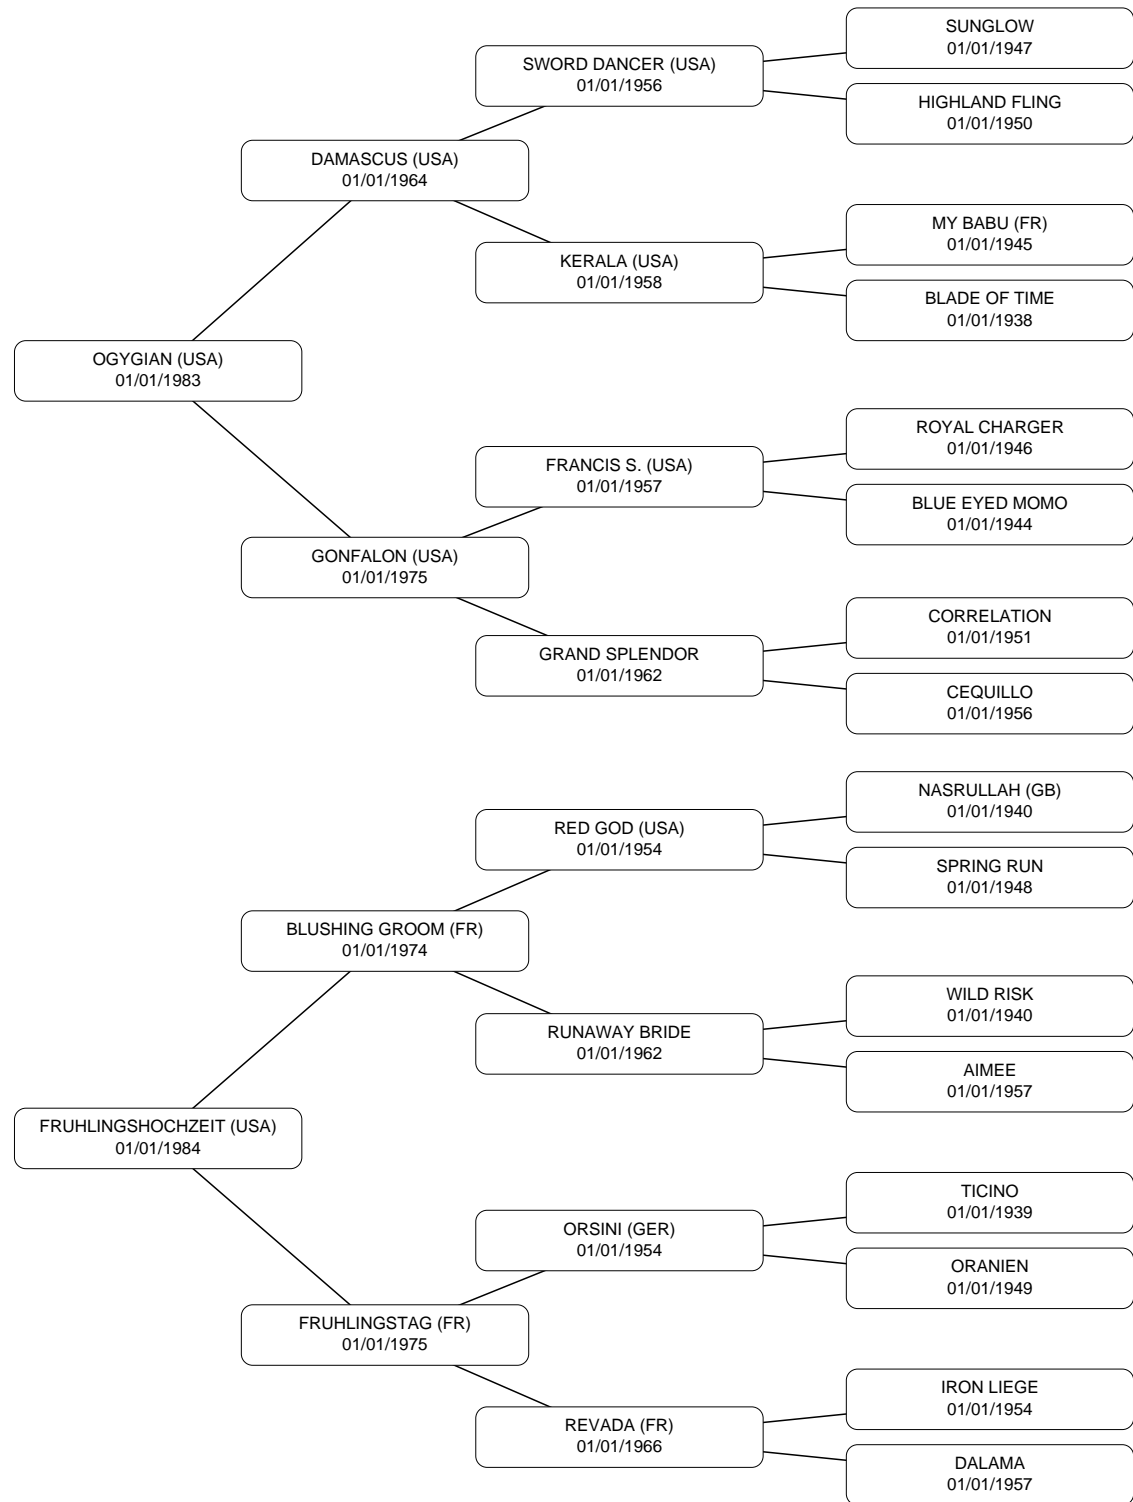 SUNGLOW
01/01/1947
SWORD DANCER (USA)
01/01/1956
HIGHLAND FLING
01/01/1950
DAMASCUS (USA)
01/01/1964
MY BABU (FR)
01/01/1945
KERALA (USA)
01/01/1958
BLADE OF TIME
01/01/1938
OGYGIAN (USA)
01/01/1983
ROYAL CHARGER
01/01/1946
FRANCIS S. (USA)
01/01/1957
BLUE EYED MOMO
01/01/1944
GONFALON (USA)
01/01/1975
CORRELATION
01/01/1951
GRAND SPLENDOR
01/01/1962
CEQUILLO
01/01/1956
NASRULLAH (GB)
01/01/1940
RED GOD (USA)
01/01/1954
SPRING RUN
01/01/1948
BLUSHING GROOM (FR)
01/01/1974
WILD RISK
01/01/1940
RUNAWAY BRIDE
01/01/1962
AIMEE
01/01/1957
FRUHLINGSHOCHZEIT (USA)
01/01/1984
TICINO
01/01/1939
ORSINI (GER)
01/01/1954
ORANIEN
01/01/1949
FRUHLINGSTAG (FR)
01/01/1975
IRON LIEGE
01/01/1954
REVADA (FR)
01/01/1966
DALAMA
01/01/1957